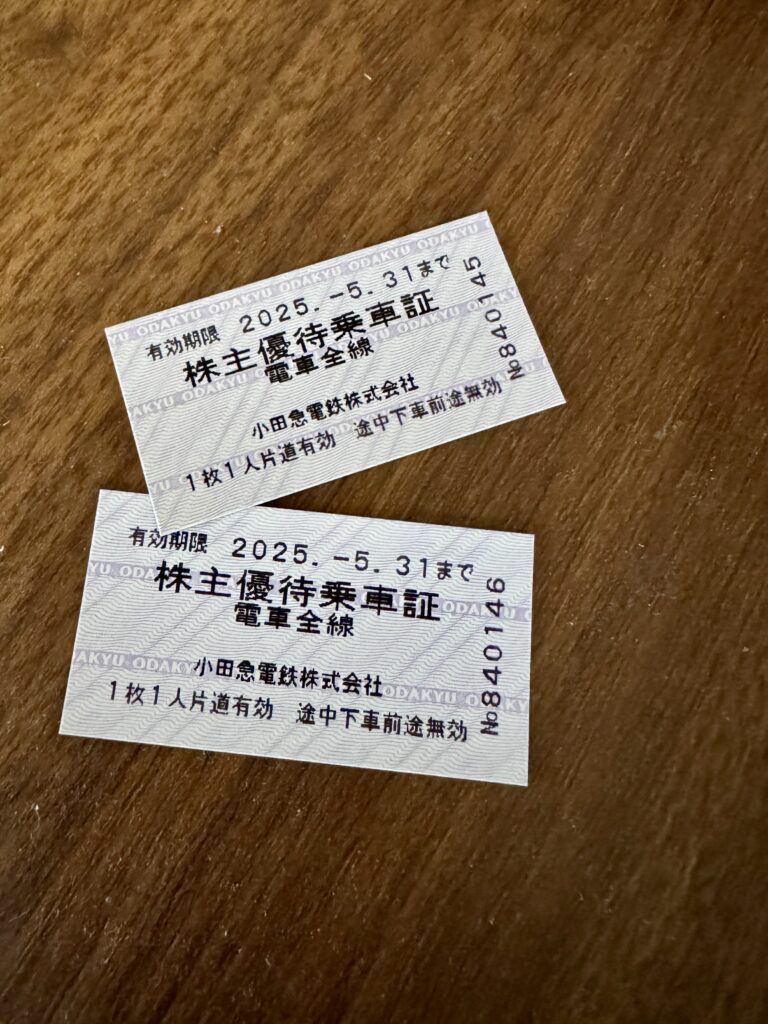 有効期限 2025.-5.31まで
株主優待乗車証
電車全線
小田急電鉄株式会社
1枚1人片道有効 途中下車前途無効
№840145
有効期限 2025.-5.31まで
株主優待乗車証
電車全線
小田急電鉄株式会社
1枚1人片道有効 途中下車前途無効
№840146
ODAKYU ODAKYU